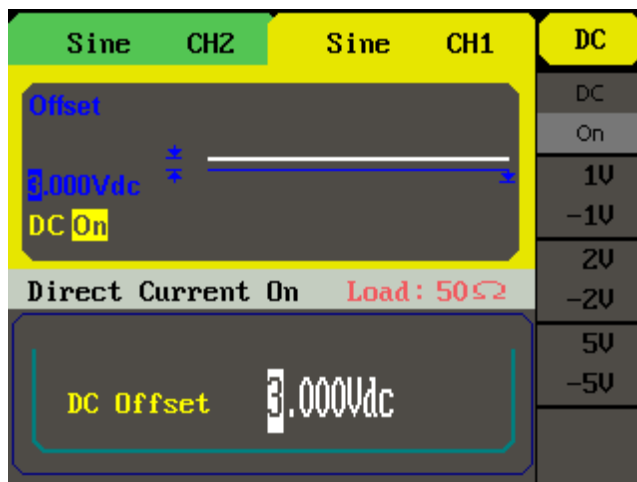 Sine CH2 Sine CH1 DC
Offset
3.000Vdc
DC On
Direct Current On Load: 50Ω
DC Offset 3.000Vdc
DC
On
1V
-1V
2V
-2V
5V
-5V